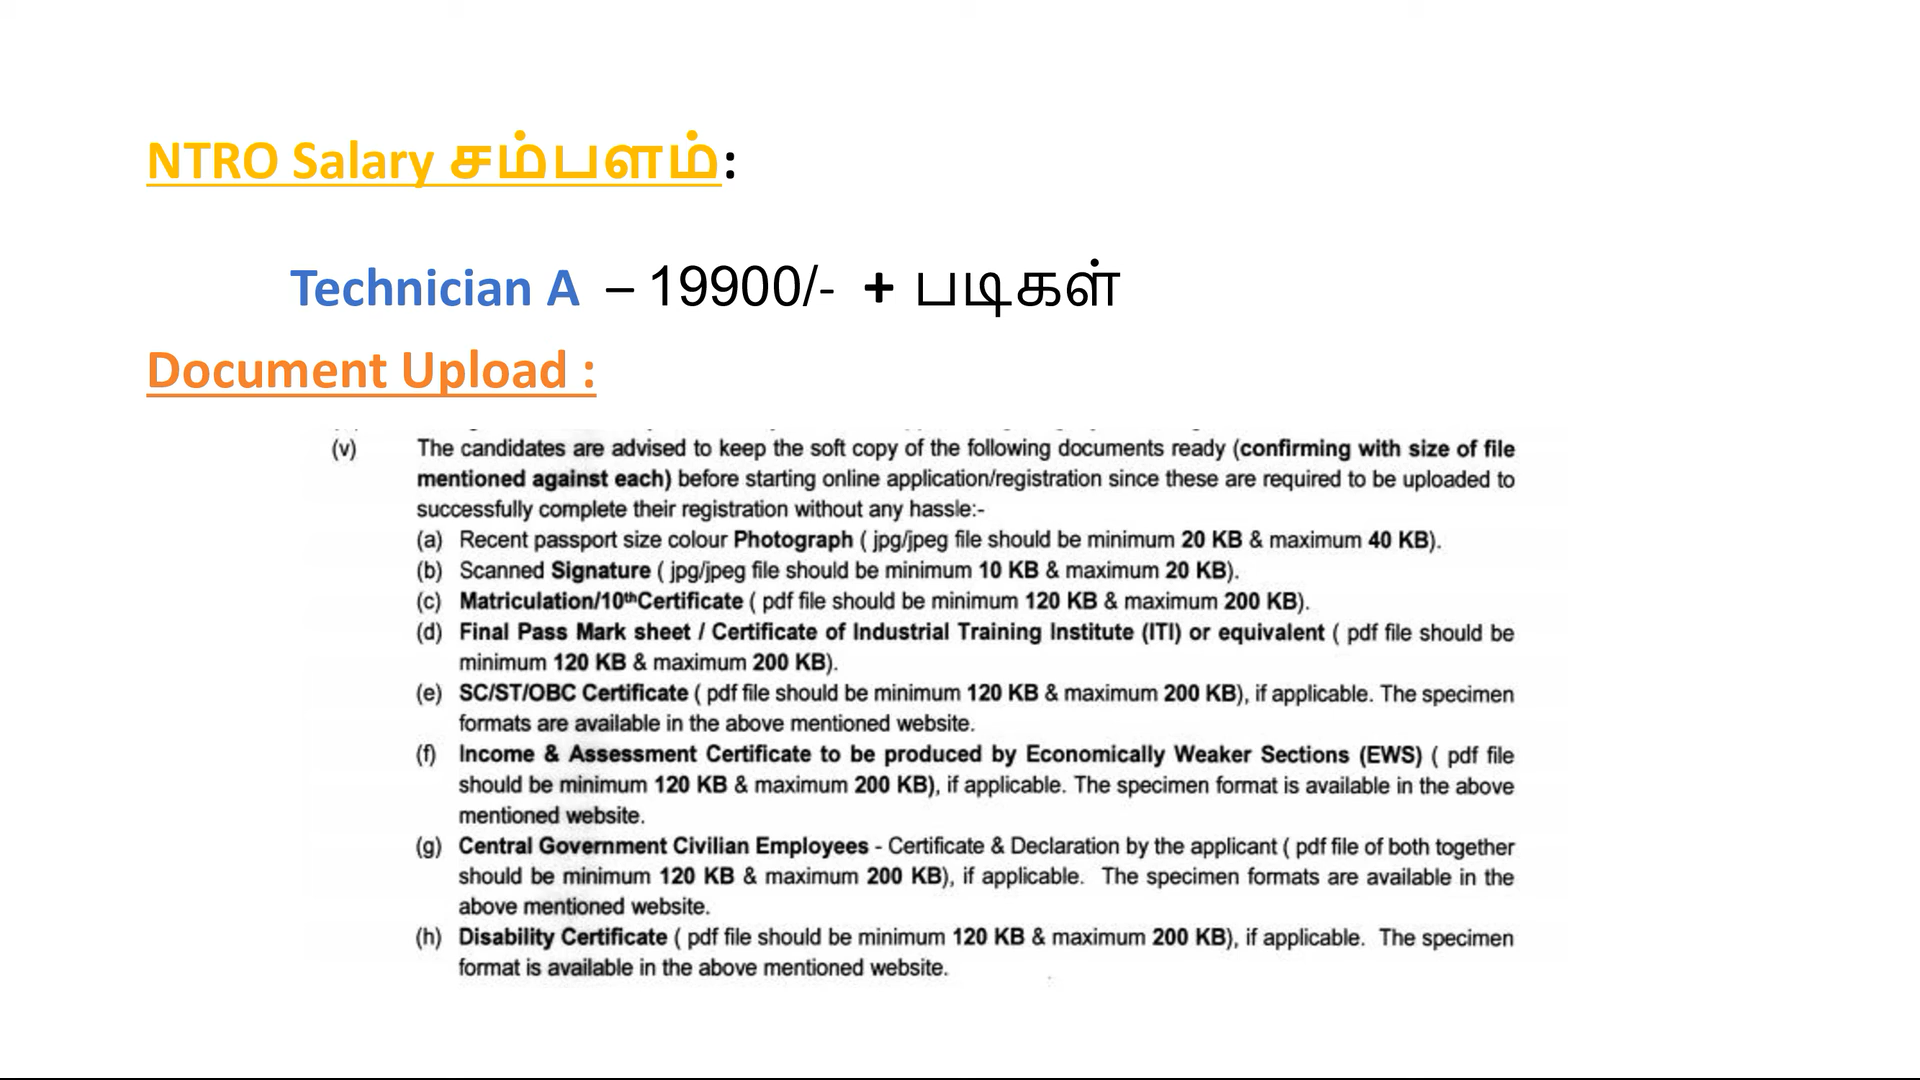 NTRO Salary சம்பளம்:
Technician A – 19900/- + படிகள்
Document Upload :
(v) The candidates are advised to keep the soft copy of the following documents ready (confirming with size of file
mentioned against each) before starting online application/registration since these are required to be uploaded to
successfully complete their registration without any hassle:-
(a) Recent passport size colour Photograph ( jpg/jpeg file should be minimum 20 KB & maximum 40 KB).
(b) Scanned Signature ( jpg/jpeg file should be minimum 10 KB & maximum 20 KB).
(c) Matriculation/10thCertificate ( pdf file should be minimum 120 KB & maximum 200 KB).
(d) Final Pass Mark sheet / Certificate of Industrial Training Institute (ITI) or equivalent ( pdf file should be
minimum 120 KB & maximum 200 KB).
(e) SC/ST/OBC Certificate ( pdf file should be minimum 120 KB & maximum 200 KB), if applicable. The specimen
formats are available in the above mentioned website.
(f) Income & Assessment Certificate to be produced by Economically Weaker Sections (EWS) ( pdf file
should be minimum 120 KB & maximum 200 KB), if applicable. The specimen format is available in the above
mentioned website.
(g) Central Government Civilian Employees - Certificate & Declaration by the applicant ( pdf file of both together
should be minimum 120 KB & maximum 200 KB), if applicable. The specimen formats are available in the
above mentioned website.
(h) Disability Certificate ( pdf file should be minimum 120 KB & maximum 200 KB), if applicable. The specimen
format is available in the above mentioned website.